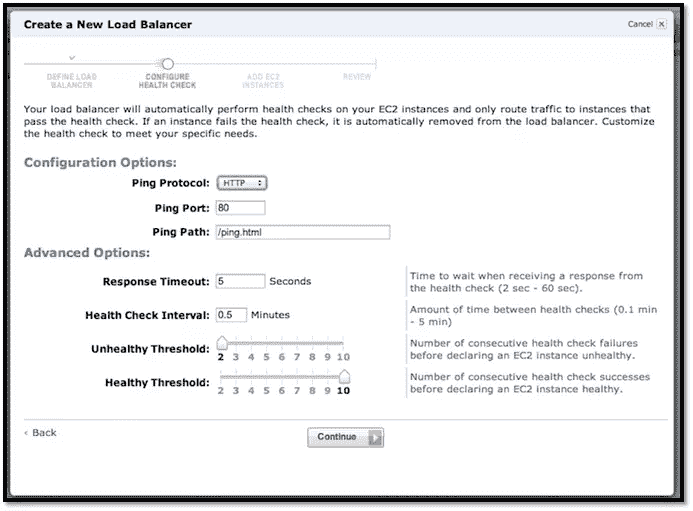 Create a New Load Balancer
Cancel x
DEFINE LOAD BALANCER
CONFIGURE HEALTH CHECK
ADD EC2 INSTANCES
REVIEW
Your load balancer will automatically perform health checks on your EC2 instances and only route traffic to instances that
pass the health check. If an instance fails the health check, it is automatically removed from the load balancer. Customize
the health check to meet your specific needs.
Configuration Options:
Ping Protocol: HTTP
Ping Port: 80
Ping Path: /ping.html
Advanced Options:
Response Timeout: 5 Seconds
Time to wait when receiving a response from
the health check (2 sec - 60 sec).
Health Check Interval: 0.5 Minutes
Amount of time between health checks (0.1 min
- 5 min)
Unhealthy Threshold: 2 3 4 5 6 7 8 9 10
Number of consecutive health check failures
before declaring an EC2 instance unhealthy.
Healthy Threshold: 2 3 4 5 6 7 8 9 10
Number of consecutive health check successes
before declaring an EC2 instance healthy.
‹ Back
Continue